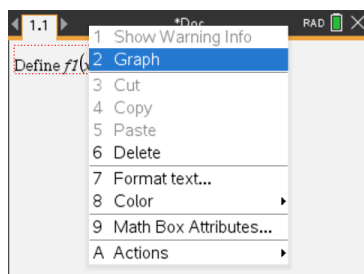 1.1 *Doc RAD
Define f1(x
1 Show Warning Info
2 Graph
3 Cut
4 Copy
5 Paste
6 Delete
7 Format text...
8 Color
9 Math Box Attributes...
A Actions